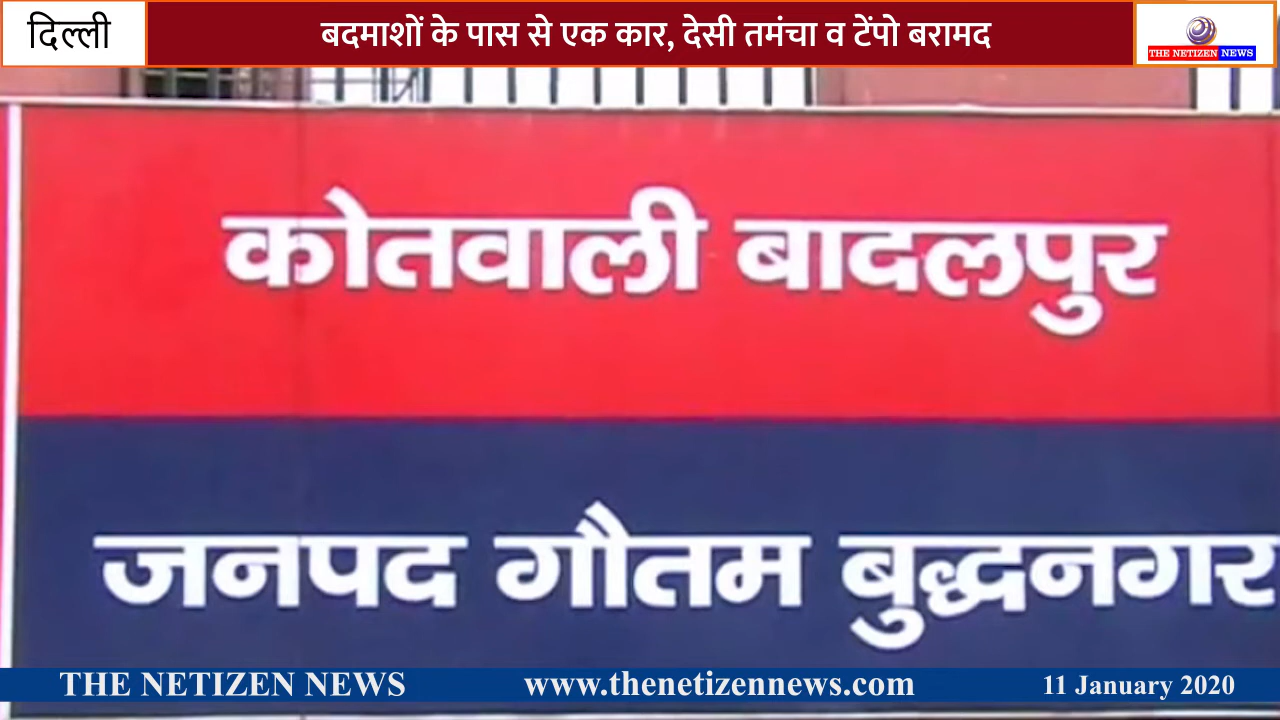 दिल्ली
बदमाशों के पास से एक कार, देसी तमंचा व टेंपो बरामद
THE NETIZEN NEWS
कोतवाली बादलपुर
जनपद गौतम बुद्धनगर
THE NETIZEN NEWS
www.thenetizennews.com
11 January 2020